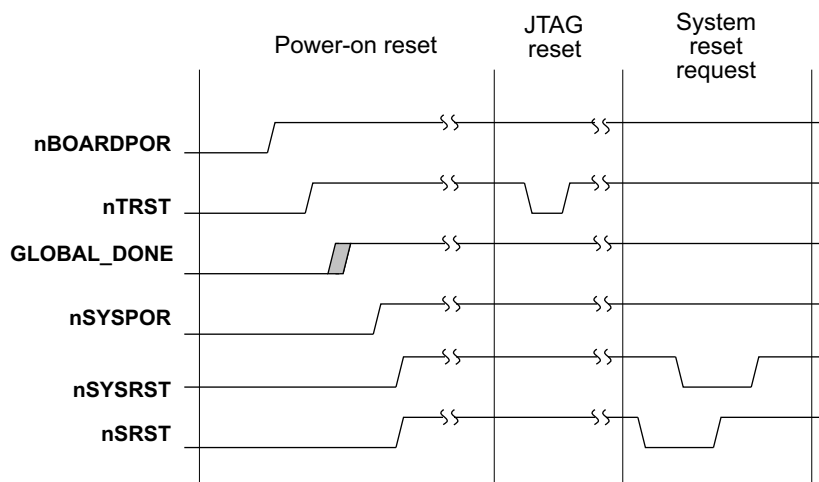 Power-on reset
JTAG
reset
System
reset
request
nBOARDPOR
nTRST
GLOBAL_DONE
nSYSPOR
nSYSRST
nSRST